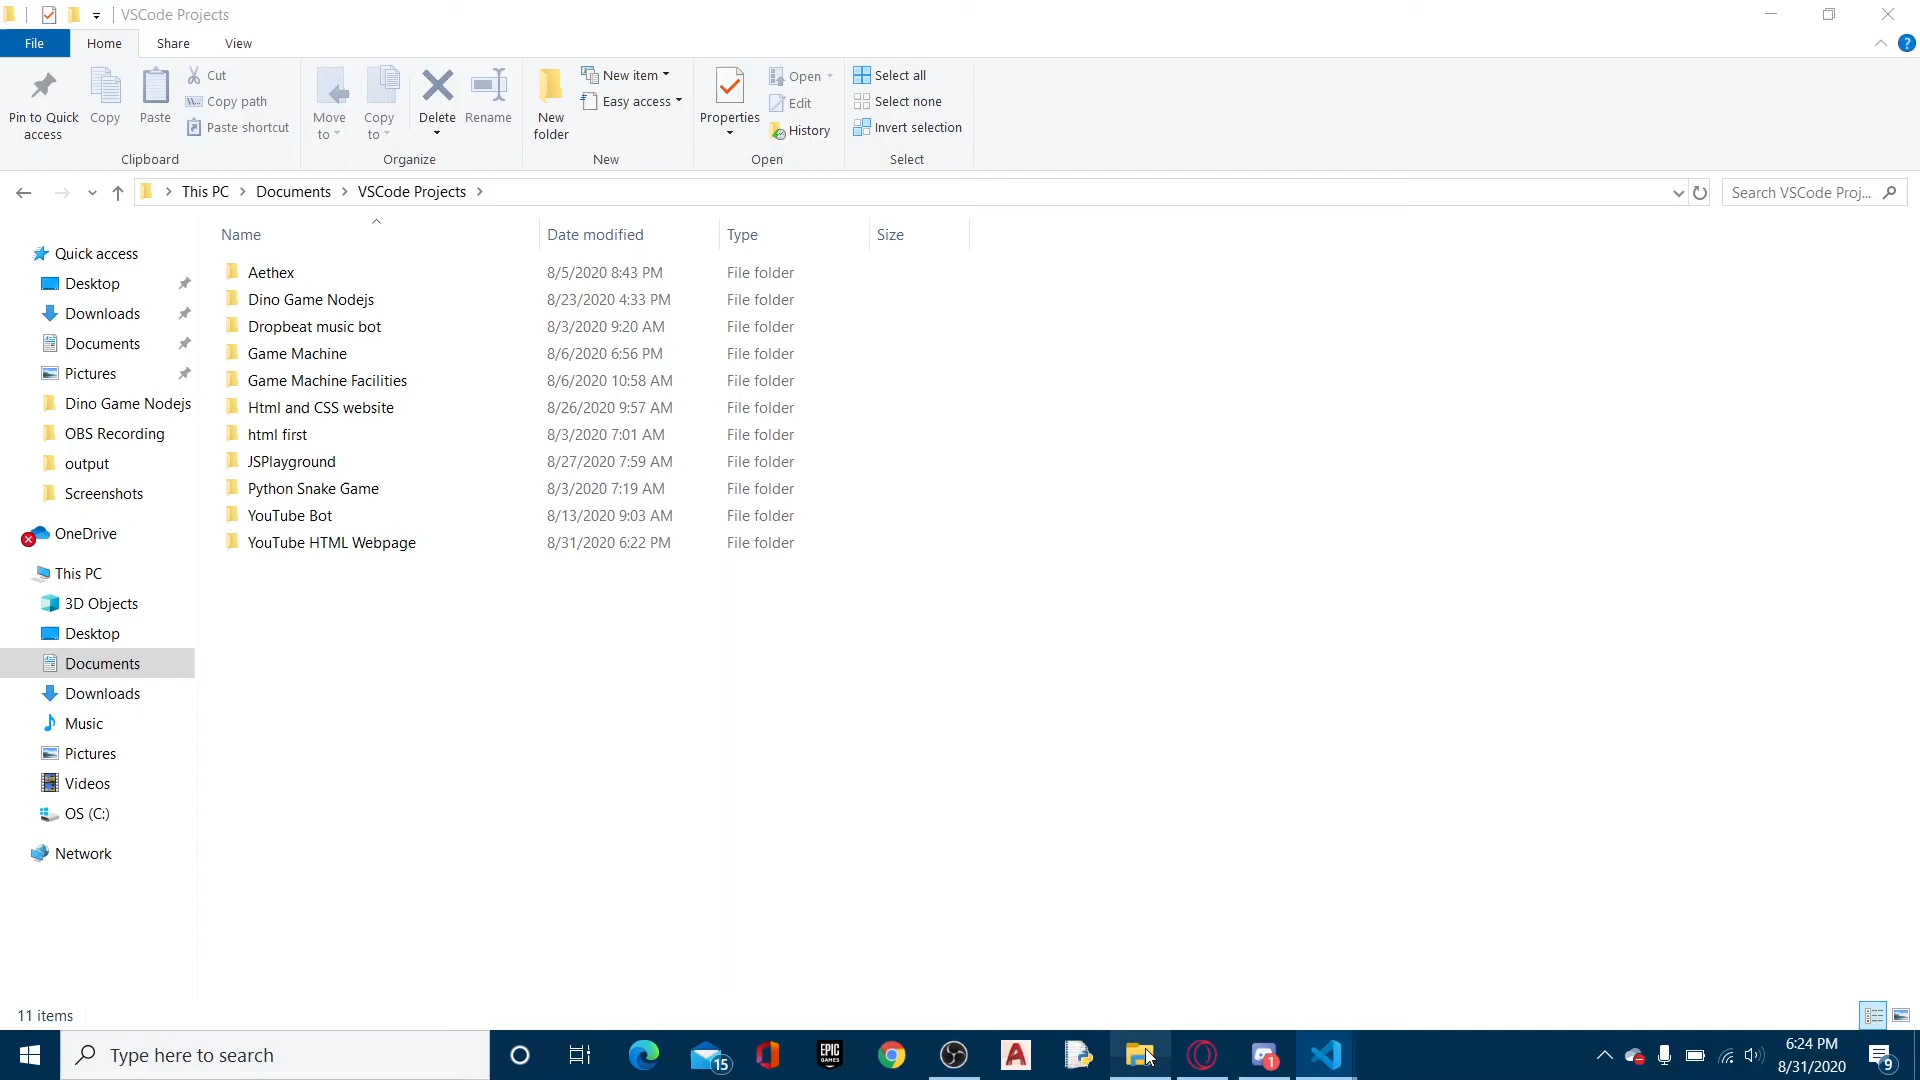 VSCode Projects
File Home Share View
Pin to Quick access
Copy
Paste
Cut
Copy path
Paste shortcut
Clipboard
Move to
Copy to
Delete
Rename
Organize
New folder
New item
Easy access
New
Properties
Open
Edit
History
Open
Select all
Select none
Invert selection
Select
This PC Documents VSCode Projects
Search VSCode Proj...
Name Date modified Type Size
Aethex 8/5/2020 8:43 PM File folder
Dino Game Nodejs 8/23/2020 4:33 PM File folder
Dropbeat music bot 8/3/2020 9:20 AM File folder
Game Machine 8/6/2020 6:56 PM File folder
Game Machine Facilities 8/6/2020 10:58 AM File folder
Html and CSS website 8/26/2020 9:57 AM File folder
html first 8/3/2020 7:01 AM File folder
JSPlayground 8/27/2020 7:59 AM File folder
Python Snake Game 8/3/2020 7:19 AM File folder
YouTube Bot 8/13/2020 9:03 AM File folder
YouTube HTML Webpage 8/31/2020 6:22 PM File folder
Quick access
Desktop
Downloads
Documents
Pictures
Dino Game Nodejs
OBS Recording
output
Screenshots
OneDrive
This PC
3D Objects
Desktop
Documents
Downloads
Music
Pictures
Videos
OS (C:)
Network
11 items
Type here to search
15
EPIC GAMES
1
6:24 PM
8/31/2020
9